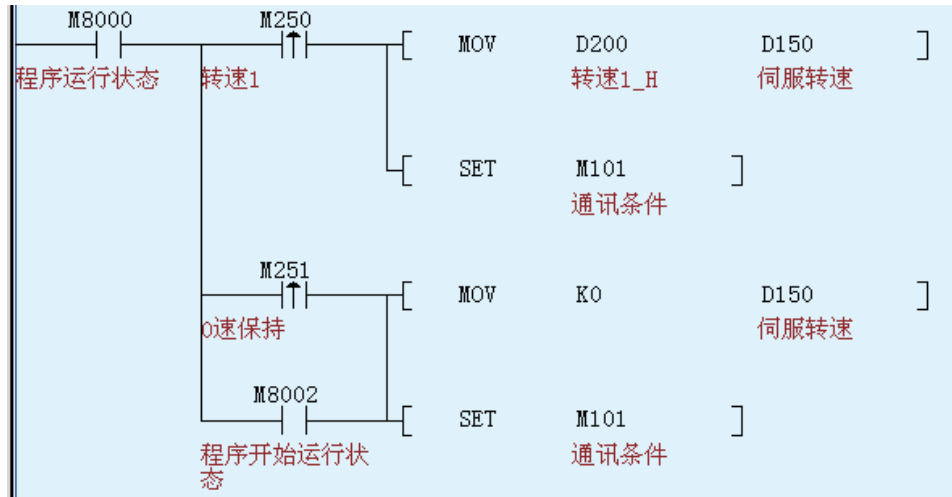 M8000 M250
MOV D200 D150
程序运行状态 转速1 转速1_H 伺服转速
SET M101
通讯条件
M251
MOV K0 D150
0速保持 伺服转速
M8002
SET M101
程序开始运行状 通讯条件
态